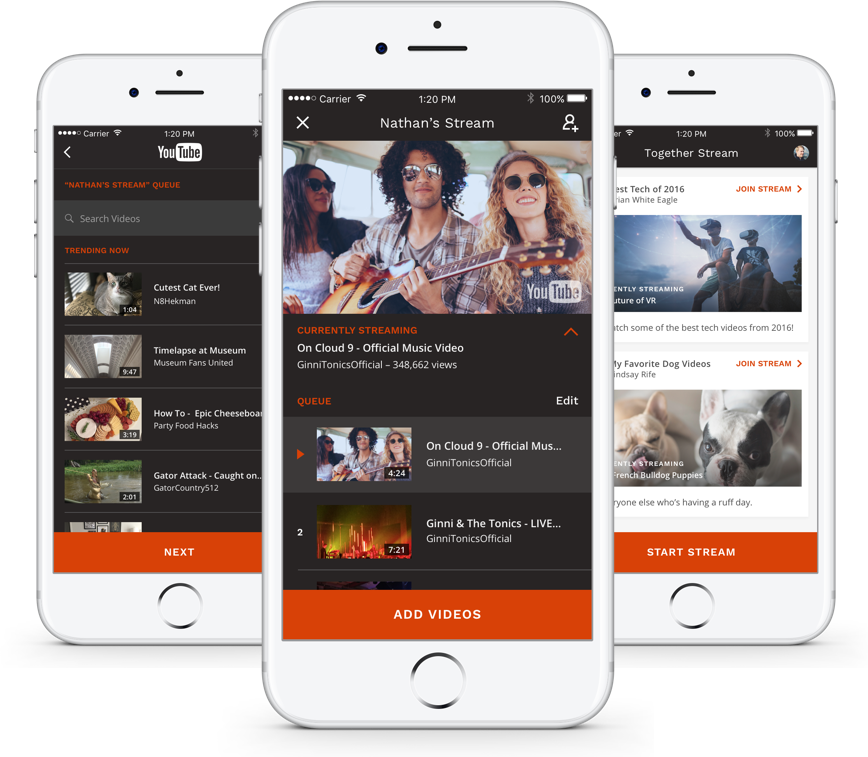 Carrier
1:20 PM
YouTube
"NATHAN'S STREAM" QUEUE
Search Videos
TRENDING NOW
Cutest Cat Ever!
N8Hekman
1:04
Timelapse at Museum
Museum Fans United
9:47
How To - Epic Cheeseboa
Party Food Hacks
3:19
Gator Attack - Caught on...
GatorCountry512
2:01
NEXT
Carrier 1:20 PM 100%
Nathan's Stream
YouTube
CURRENTLY STREAMING
On Cloud 9 - Official Music Video
GinniTonicsOfficial – 348,662 views
QUEUE Edit
On Cloud 9 - Official Mus...
GinniTonicsOfficial
4:24
2
Ginni & The Tonics - LIVE...
GinniTonicsOfficial
7:21
ADD VIDEOS
er 1:20 PM 100%
Together Stream
est Tech of 2016 JOIN STREAM
rian White Eagle
ENTLY STREAMING
uture of VR
atch some of the best tech videos from 2016!
My Favorite Dog Videos JOIN STREAM
indsay Rife
ENTLY STREAMING
French Bulldog Puppies
ryone else who's having a ruff day.
START STREAM